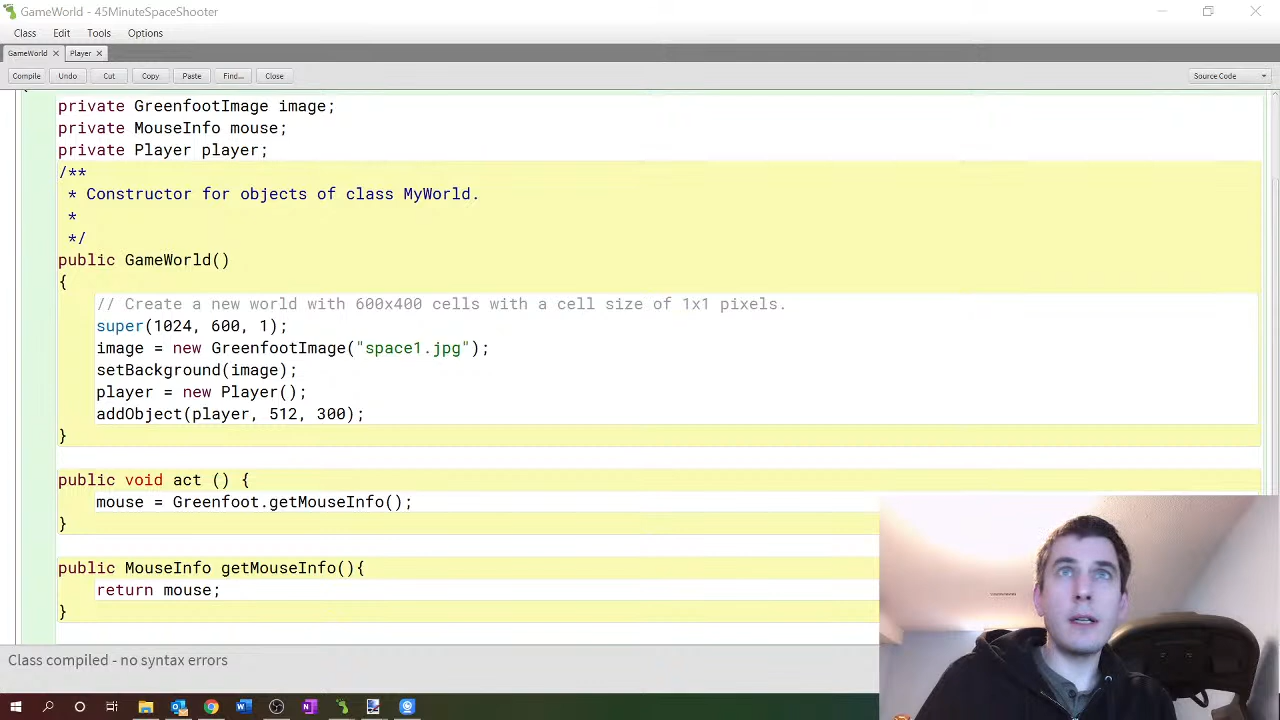 GameWorld - 45MinuteSpaceShooter
Class Edit Tools Options
GameWorld × Player ×
Compile Undo Cut Copy Paste Find... Close Source Code
private GreenfootImage image;
private MouseInfo mouse;
private Player player;
/**
* Constructor for objects of class MyWorld.
*
*/
public GameWorld()
{
// Create a new world with 600x400 cells with a cell size of 1x1 pixels.
super(1024, 600, 1);
image = new GreenfootImage("space1.jpg");
setBackground(image);
player = new Player();
addObject(player, 512, 300);
}
public void act () {
mouse = Greenfoot.getMouseInfo();
}
public MouseInfo getMouseInfo(){
return mouse;
}
Class compiled - no syntax errors